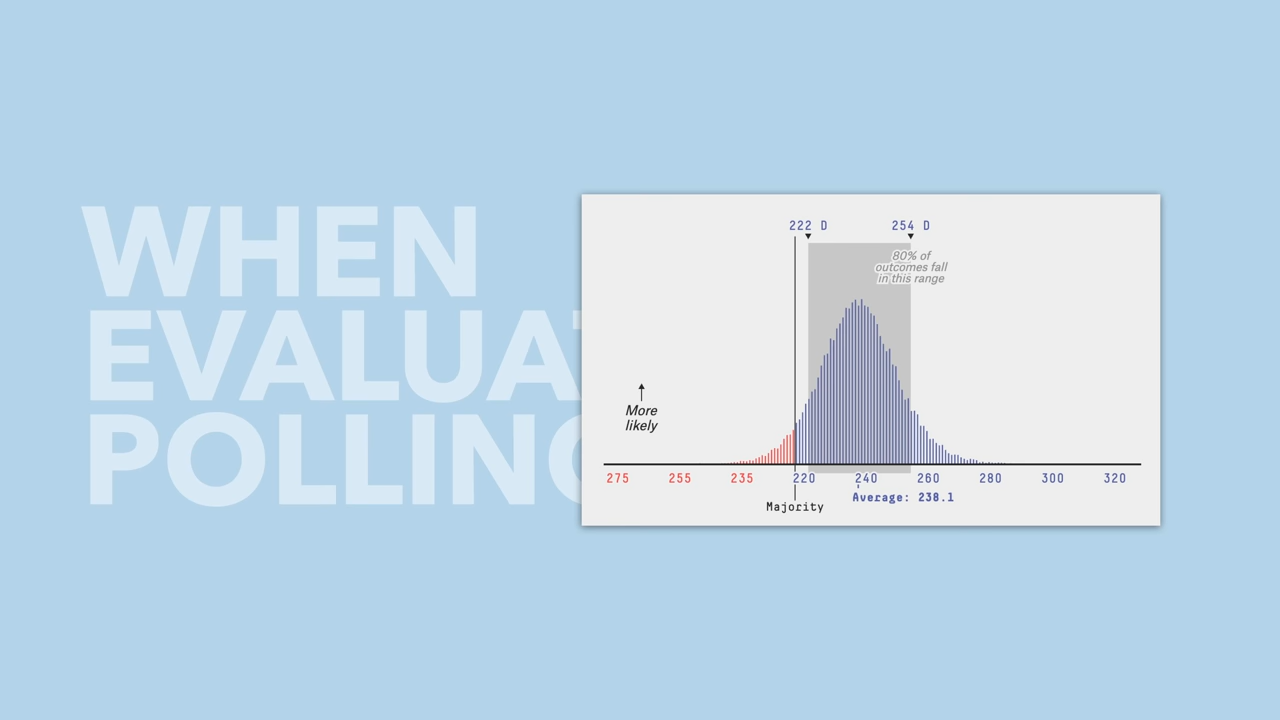 WHEN
EVALUAT
POLLING
222 D
254 D
80% of
outcomes fall
in this range
More
likely
275 255 235 220 240 260 280 300 320
Average: 238.1
Majority